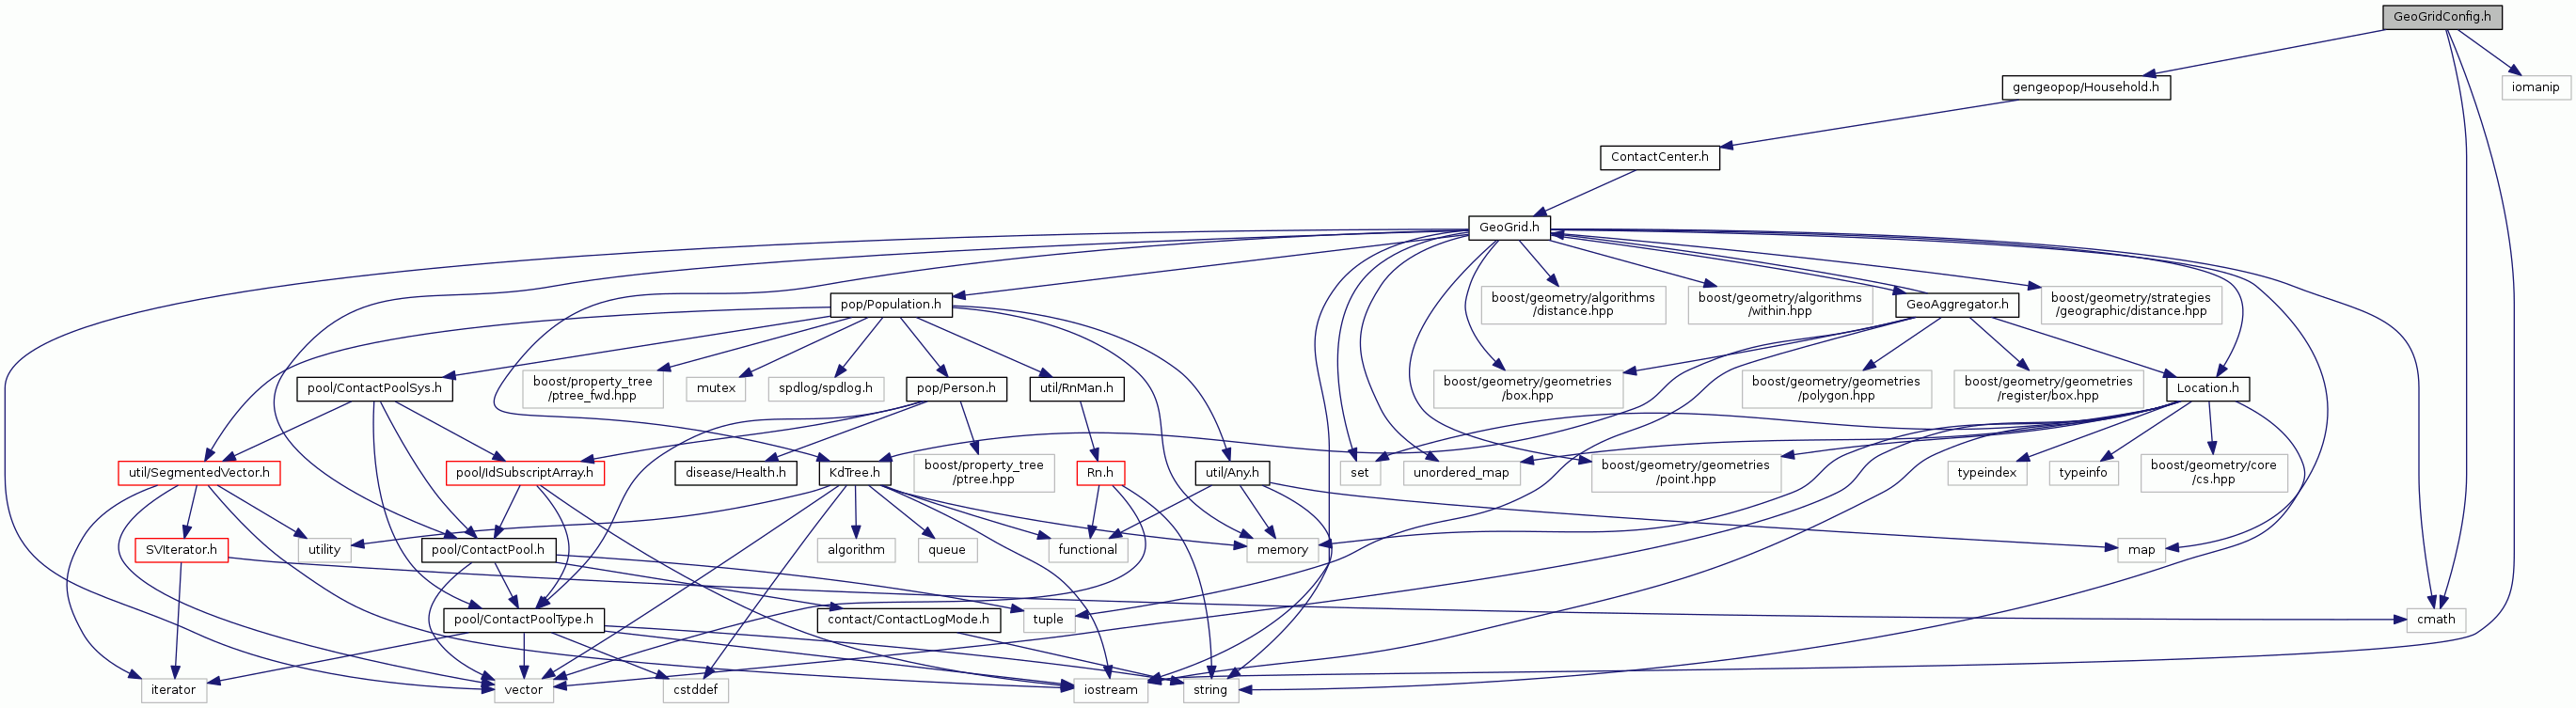 GeoGridConfig.h
gengeopop/Household.h
iomanip
ContactCenter.h
GeoGrid.h
pop/Population.h
boost/geometry/algorithms
/distance.hpp
boost/geometry/algorithms
/within.hpp
GeoAggregator.h
boost/geometry/strategies
/geographic/distance.hpp
pool/ContactPoolSys.h
boost/property_tree
/ptree_fwd.hpp
mutex
spdlog/spdlog.h
pop/Person.h
util/RnMan.h
boost/geometry/geometries
/box.hpp
boost/geometry/geometries
/polygon.hpp
boost/geometry/geometries
/register/box.hpp
Location.h
util/SegmentedVector.h
pool/IdSubscriptArray.h
disease/Health.h
KdTree.h
boost/property_tree
/ptree.hpp
Rn.h
util/Any.h
set
unordered_map
boost/geometry/geometries
/point.hpp
typeindex
typeinfo
boost/geometry/core
/cs.hpp
SVIterator.h
utility
pool/ContactPool.h
algorithm
queue
functional
memory
map
pool/ContactPoolType.h
contact/ContactLogMode.h
tuple
cmath
iterator
vector
cstddef
iostream
string